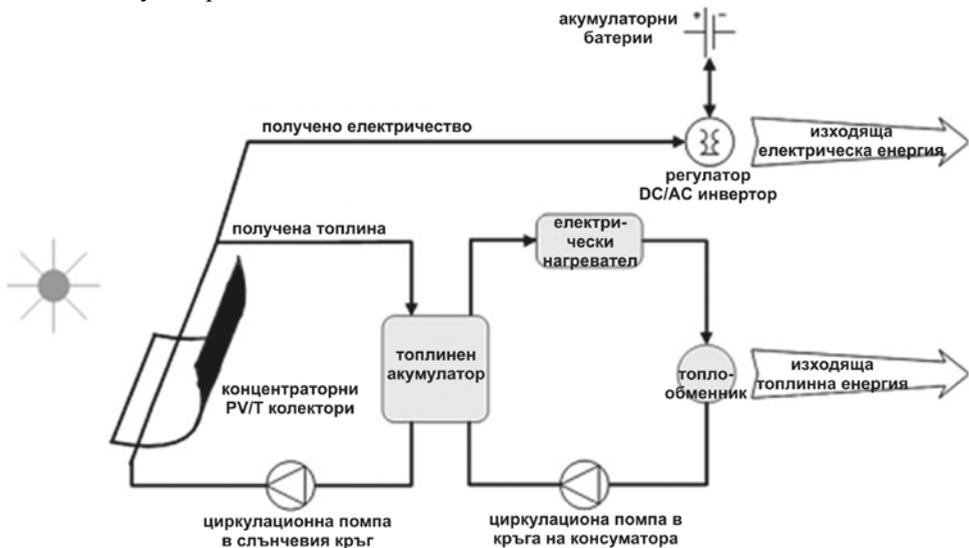 акумулаторни
батерии
+ -
получено електричество
изходяща
електрическа енергия
регулатор
DC/AC инвертор
получена топлина
електри-
чески
нагревател
топлинен
акумулатор
топло-
обменник
изходяща
топлинна енергия
концентраторни
PV/T колектори
циркулационна помпа
в слънчевия кръг
циркулациона помпа в
кръга на консуматора